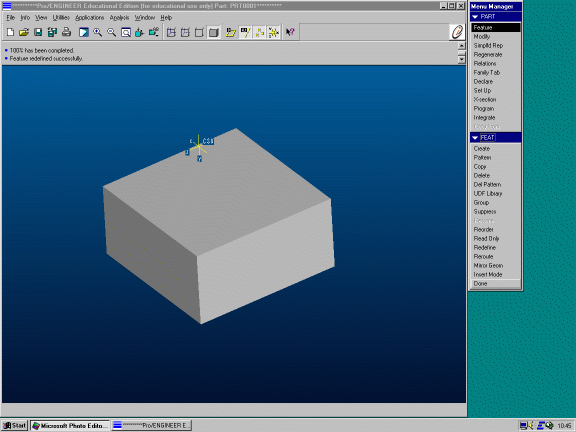 **********Pro/ENGINEER Educational Edition (for educational use only) Part: PRT0001**********
File Info View Utilities Applications Analysis Window Help
• 100% has been completed.
• Feature redefined successfully.
CS0
Y
Menu Manager
PART
Feature
Modify
Simplfd Rep
Regenerate
Relations
Family Tab
Declare
Set Up
X-section
Program
Integrate
FEAT
Create
Pattern
Copy
Delete
Del Pattern
UDF Library
Group
Suppress
Resume
Reorder
Read Only
Redefine
Reroute
Mirror Geom
Insert Mode
Done
Start
Microsoft Photo Edito...
**********Pro/ENGINEER E...
10:45